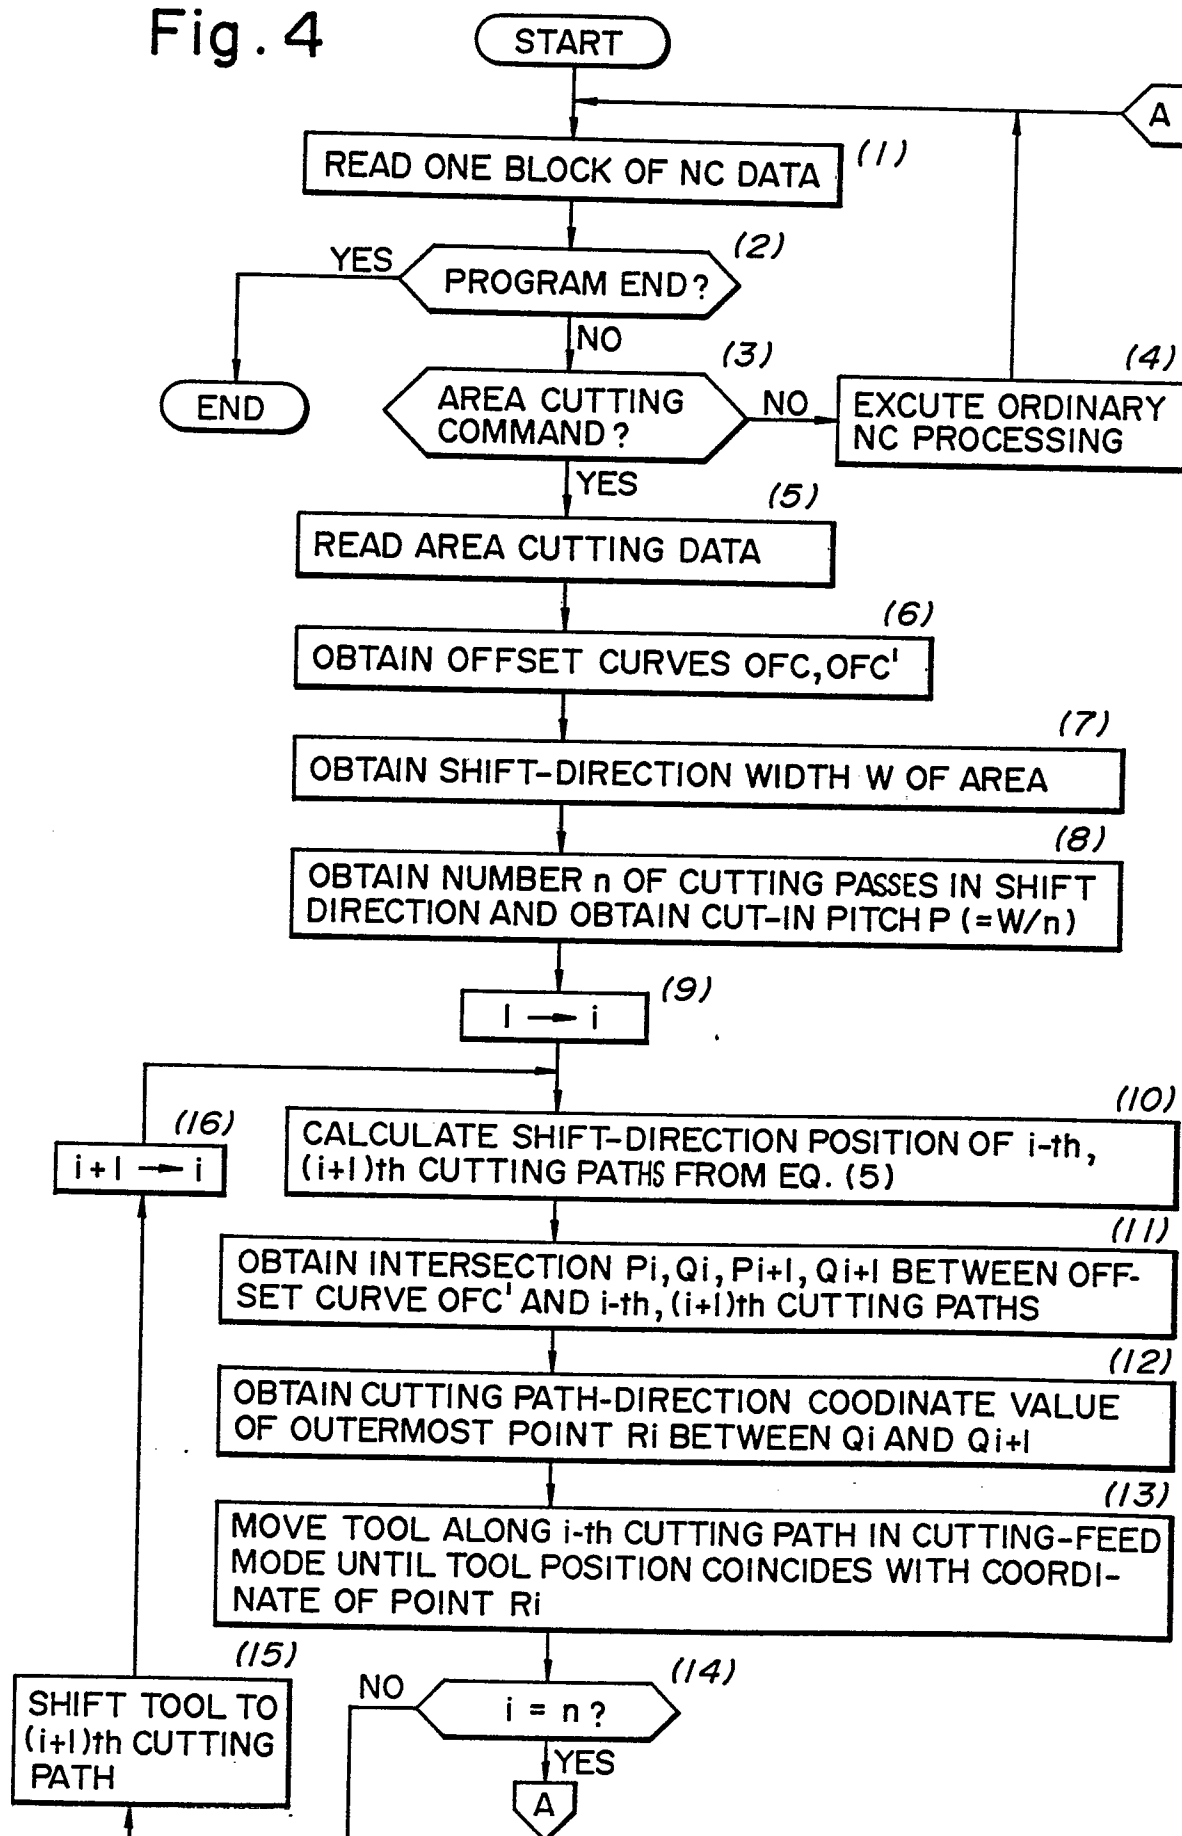 Fig. 4
START
A
READ ONE BLOCK OF NC DATA
(1)
YES
PROGRAM END?
(2)
NO
END
AREA CUTTING
COMMAND?
(3)
NO
EXCUTE ORDINARY
NC PROCESSING
(4)
YES
READ AREA CUTTING DATA
(5)
OBTAIN OFFSET CURVES OFC, OFC'
(6)
OBTAIN SHIFT-DIRECTION WIDTH W OF AREA
(7)
OBTAIN NUMBER n OF CUTTING PASSES IN SHIFT
DIRECTION AND OBTAIN CUT-IN PITCH P (=W/n)
(8)
1 → i
(9)
i+1 → i
(16)
CALCULATE SHIFT-DIRECTION POSITION OF i-th,
(i+1)th CUTTING PATHS FROM EQ. (5)
(10)
OBTAIN INTERSECTION Pi, Qi, Pi+1, Qi+1 BETWEEN OFF-
SET CURVE OFC' AND i-th, (i+1)th CUTTING PATHS
(11)
OBTAIN CUTTING PATH-DIRECTION COODINATE VALUE
OF OUTERMOST POINT Ri BETWEEN Qi AND Qi+1
(12)
MOVE TOOL ALONG i-th CUTTING PATH IN CUTTING-FEED
MODE UNTIL TOOL POSITION COINCIDES WITH COORDI-
NATE OF POINT Ri
(13)
SHIFT TOOL TO
(i+1)th CUTTING
PATH
(15)
NO
i = n?
(14)
YES
A